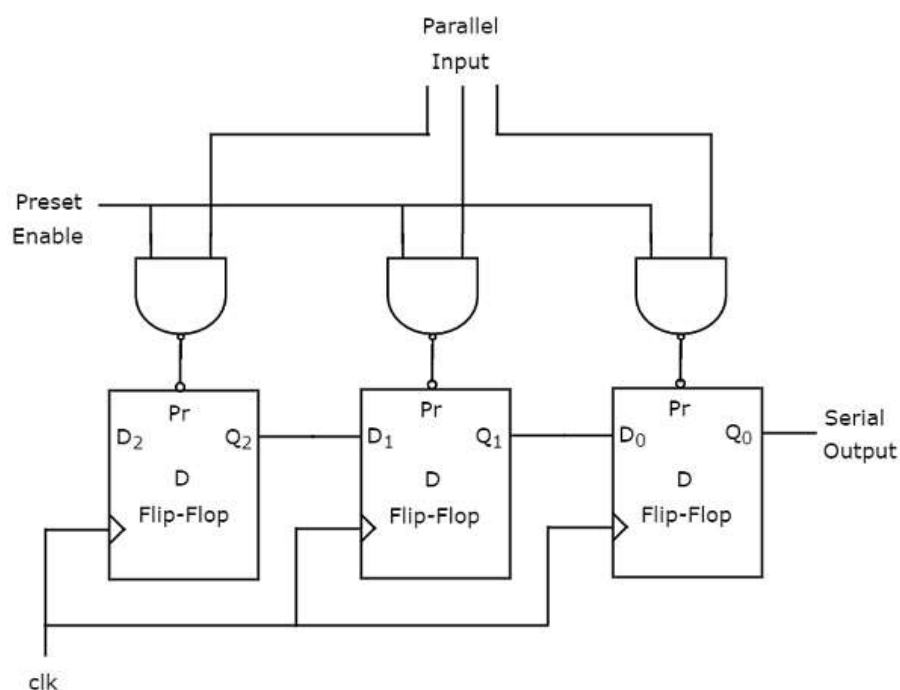 Parallel
Input
Preset
Enable
Pr
Pr
Pr
D₂
Q₂
D₁
Q₁
D₀
Q₀
Serial
Output
D
Flip-Flop
D
Flip-Flop
D
Flip-Flop
clk